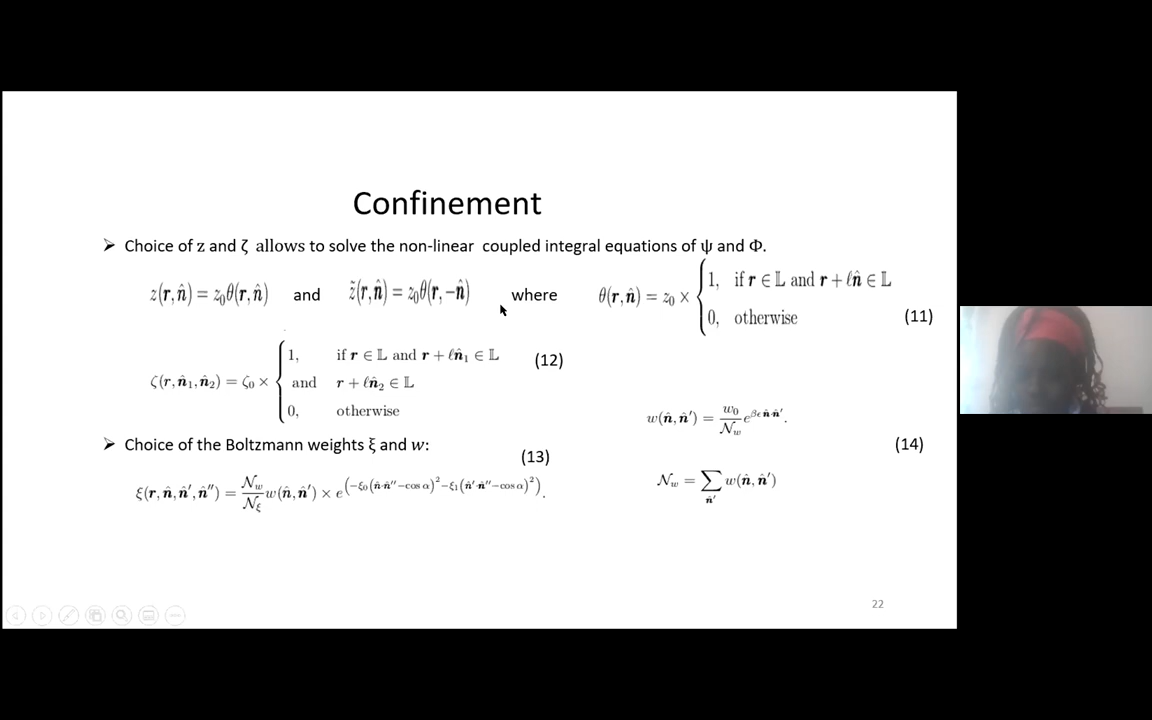 Confinement
➢ Choice of z and ζ allows to solve the non-linear coupled integral equations of ψ and Φ.
z(r, n̂) = z₀θ(r, n̂) and z̃(r, n̂) = z₀θ(r, −n̂) where θ(r, n̂) = z₀ × { 1, if r ∈ 𝕃 and r + ℓn̂ ∈ 𝕃
0, otherwise
(11)
ζ(r, n̂₁, n̂₂) = ζ₀ × { 1, if r ∈ 𝕃 and r + ℓn̂₁ ∈ 𝕃
and r + ℓn̂₂ ∈ 𝕃
0, otherwise
(12)
➢ Choice of the Boltzmann weights ξ and w:
(13)
ξ(r, n̂, n̂′, n̂″) = 𝒩_w/𝒩_ξ w(n̂, n̂′) × e^(−ξ₀(n̂·n̂″−cos α)²−ξ₁(n̂′·n̂″−cos α)²).
w(n̂, n̂′) = w₀/𝒩_w e^{βϵ n̂·n̂′}.
(14)
𝒩_w = ∑_{n̂′} w(n̂, n̂′)
22